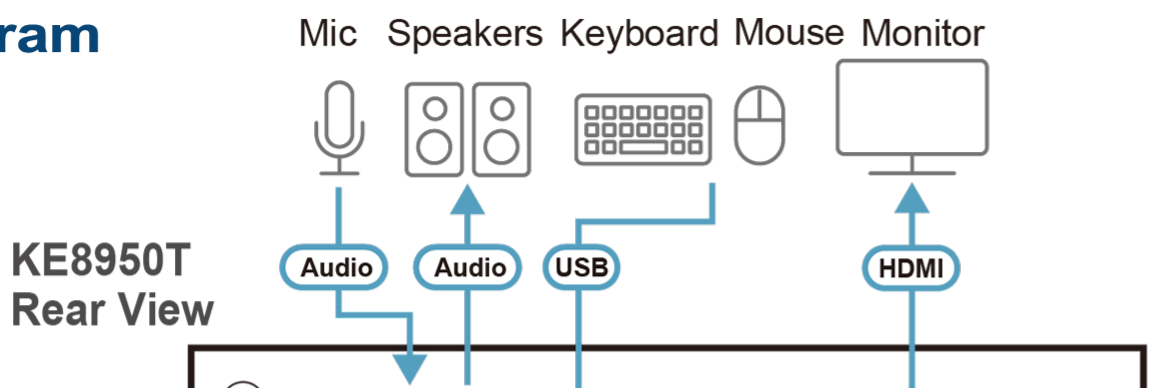 ram
Mic Speakers Keyboard Mouse Monitor
KE8950T
Rear View
Audio Audio USB HDMI